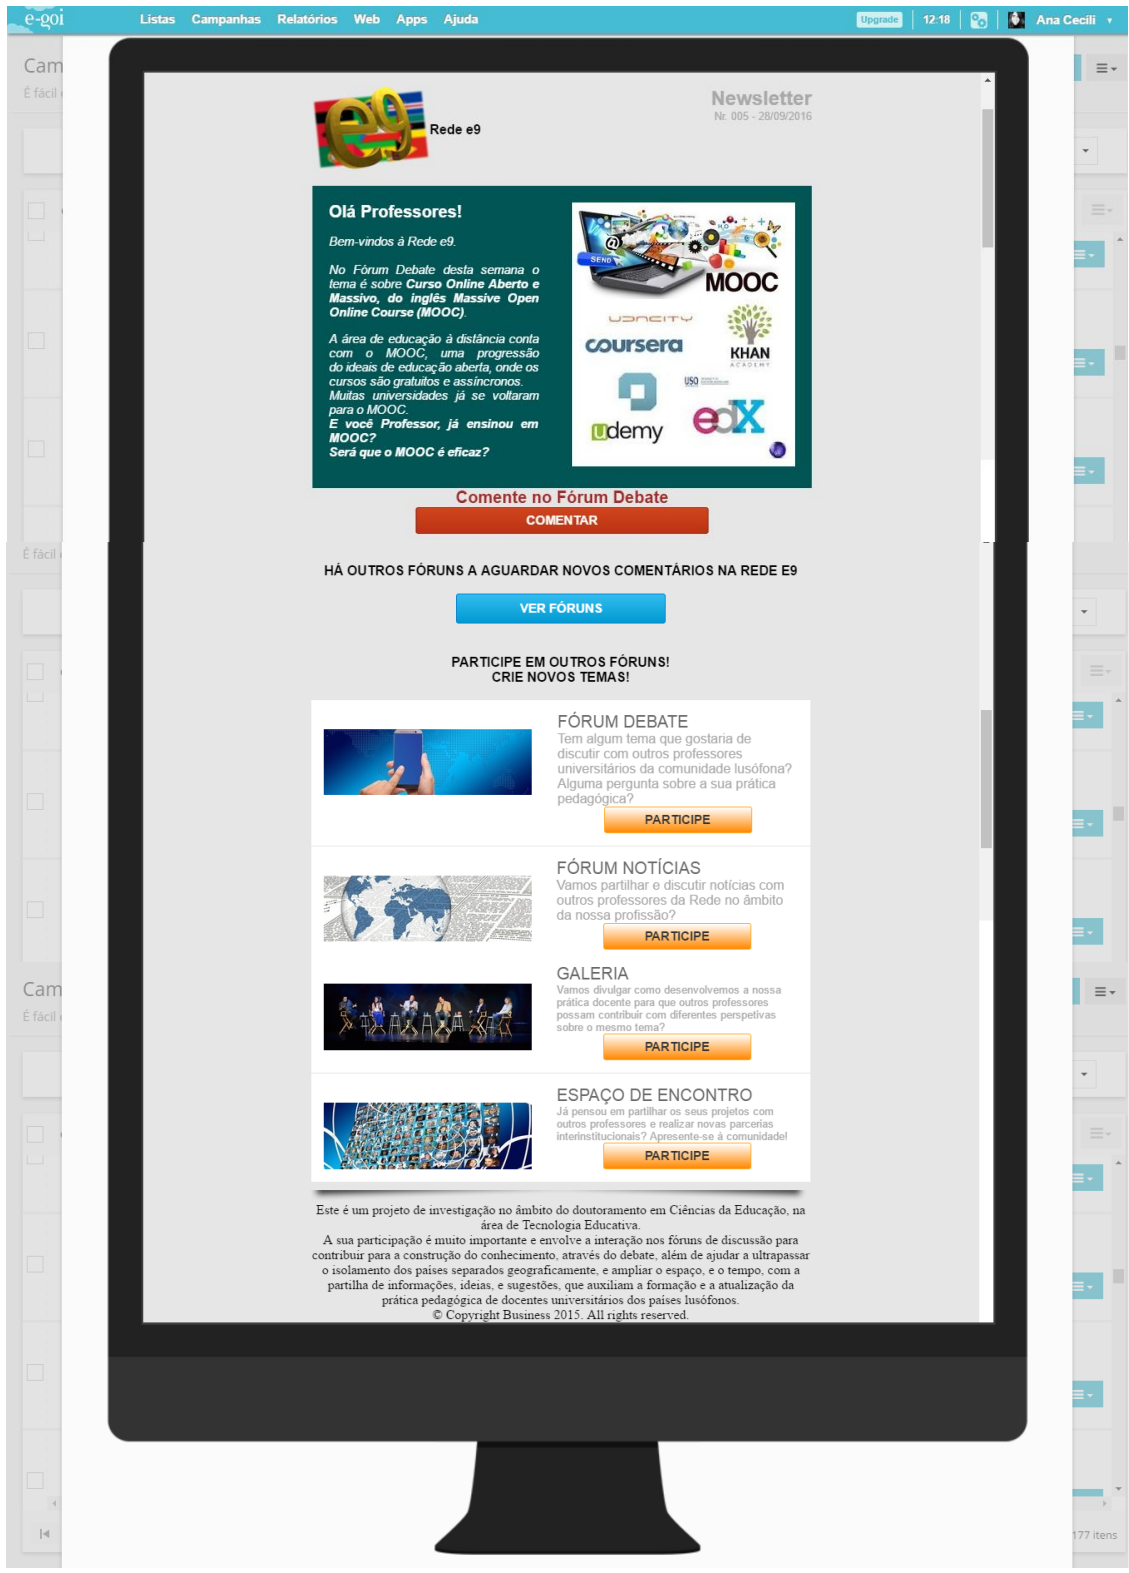 e-goi
Listas Campanhas Relatórios Web Apps Ajuda
Upgrade 12:18 Ana Cecíli
Cam
É fácil
e9
Rede e9
Newsletter
Nr. 005 - 28/09/2016
Olá Professores!
Bem-vindos à Rede e9.
No Fórum Debate desta semana o
tema é sobre Curso Online Aberto e
Massivo, do inglês Massive Open
Online Course (MOOC).
A área de educação à distância conta
com o MOOC, uma progressão
do ideais de educação aberta, onde os
cursos são gratuitos e assíncronos.
Muitas universidades já se voltaram
para o MOOC.
E você Professor, já ensinou em
MOOC?
Será que o MOOC é eficaz?
@
SEND
MOOC
UDACITY
coursera
KHAN
ACADEMY
USQ
udemy
edX
Comente no Fórum Debate
COMENTAR
É fácil
HÁ OUTROS FÓRUNS A AGUARDAR NOVOS COMENTÁRIOS NA REDE E9
VER FÓRUNS
PARTICIPE EM OUTROS FÓRUNS!
CRIE NOVOS TEMAS!
FÓRUM DEBATE
Tem algum tema que gostaria de
discutir com outros professores
universitários da comunidade lusófona?
Alguma pergunta sobre a sua prática
pedagógica?
PARTICIPE
FÓRUM NOTÍCIAS
Vamos partilhar e discutir notícias com
outros professores da Rede no âmbito
da nossa profissão?
PARTICIPE
Cam
É fácil
GALERIA
Vamos divulgar como desenvolvemos a nossa
prática docente para que outros professores
possam contribuir com diferentes perspetivas
sobre o mesmo tema?
PARTICIPE
ESPAÇO DE ENCONTRO
Já pensou em partilhar os seus projetos com
outros professores e realizar novas parcerias
interinstitucionais? Apresente-se à comunidade!
PARTICIPE
Este é um projeto de investigação no âmbito do doutoramento em Ciências da Educação, na
área de Tecnologia Educativa.
A sua participação é muito importante e envolve a interação nos fóruns de discussão para
contribuir para a construção do conhecimento, através do debate, além de ajudar a ultrapassar
o isolamento dos países separados geograficamente, e ampliar o espaço, e o tempo, com a
partilha de informações, ideias, e sugestões, que auxiliam a formação e a atualização da
prática pedagógica de docentes universitários dos países lusófonos.
© Copyright Business 2015. All rights reserved.
177 itens